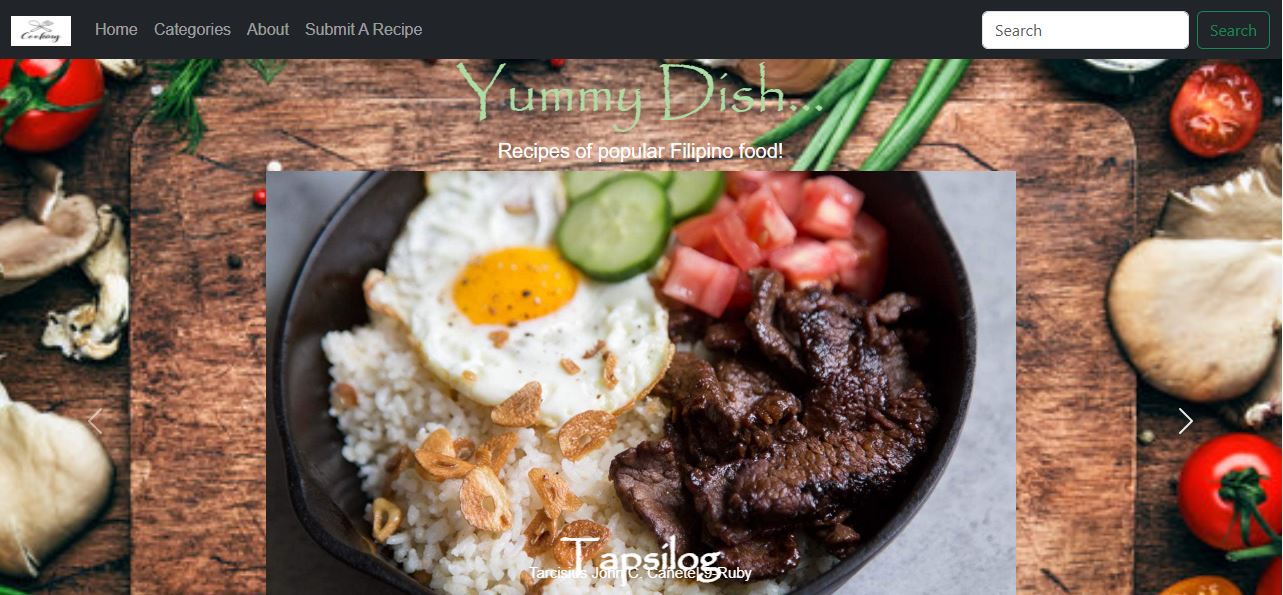 Cooking
Home Categories About Submit A Recipe Search Search
Yummy Dish...
Recipes of popular Filipino food!
Tapsilog
Tarcisius John C. Cañete | 9-Ruby